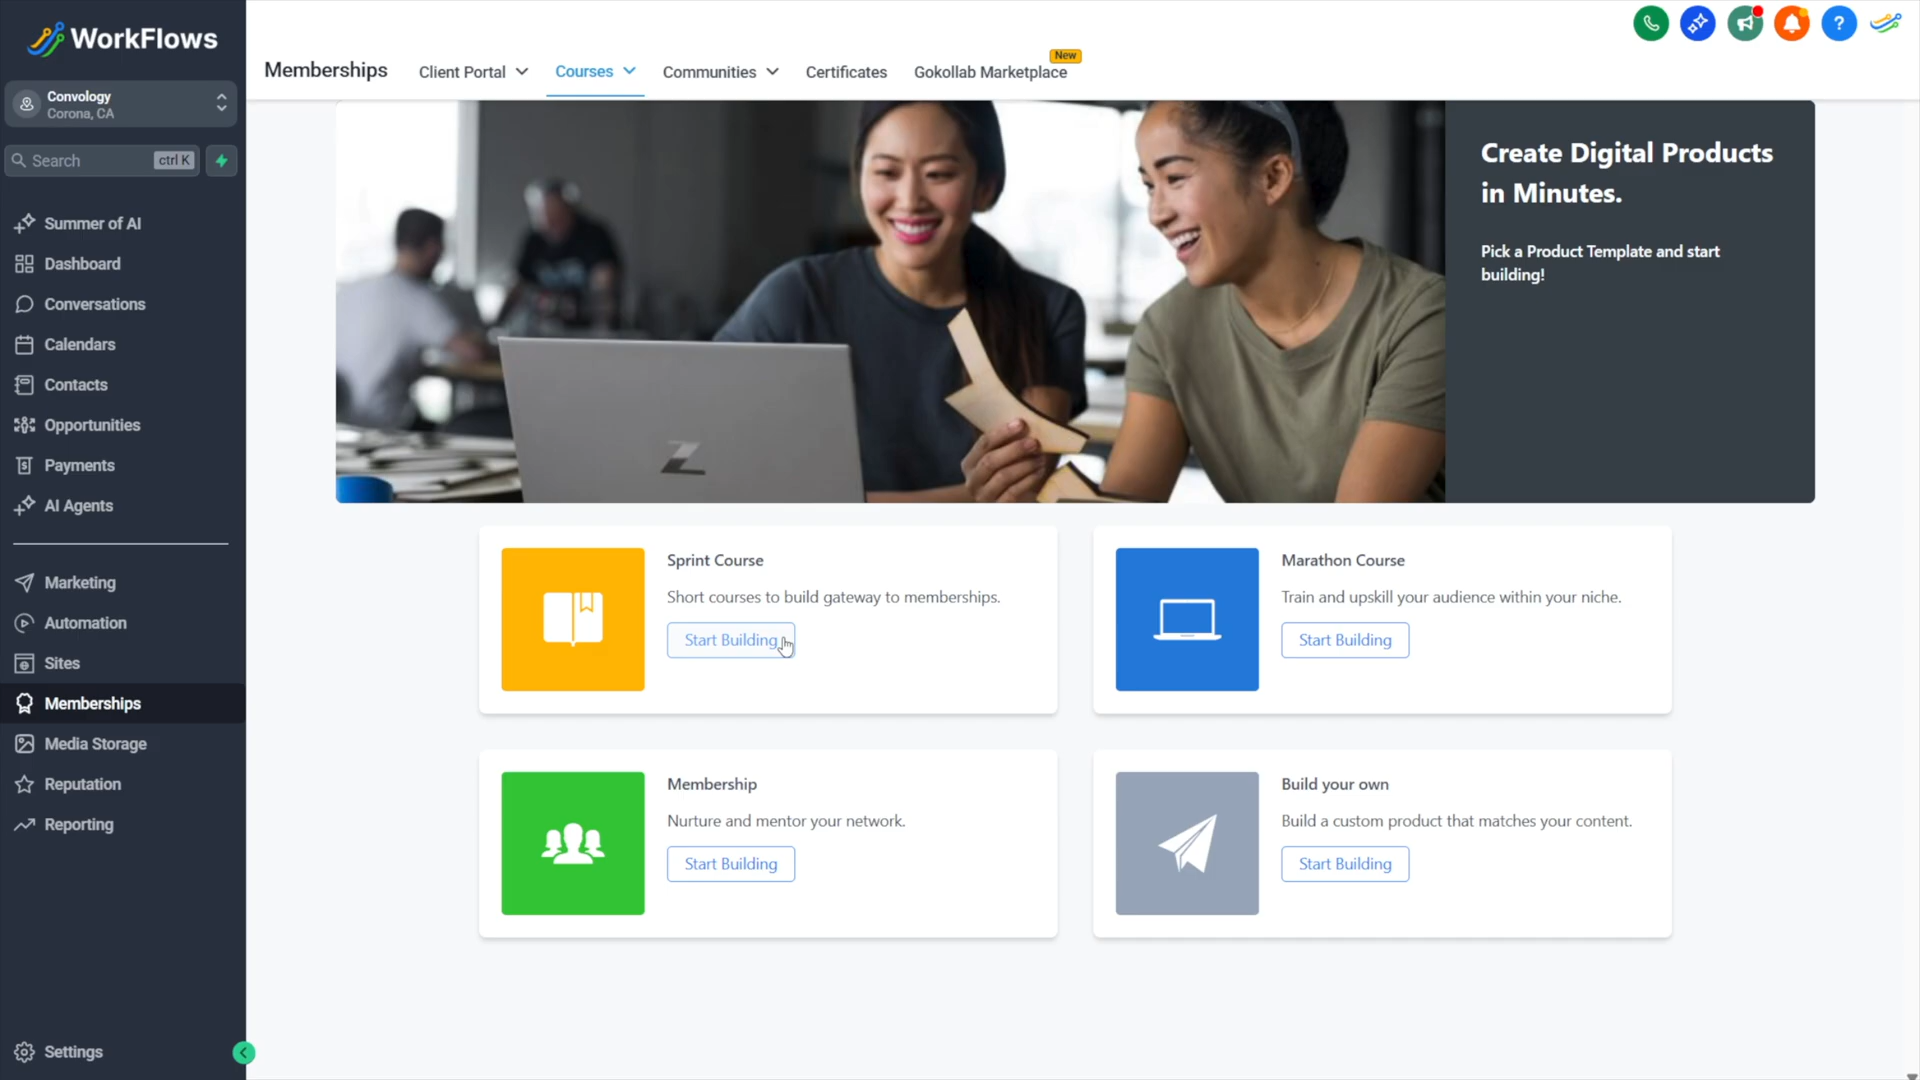 WorkFlows
Convology
Corona, CA
Search
ctrl K
Summer of AI
Dashboard
Conversations
Calendars
Contacts
Opportunities
Payments
AI Agents
Marketing
Automation
Sites
Memberships
Media Storage
Reputation
Reporting
Settings
Memberships
Client Portal
Courses
Communities
Certificates
Gokollab Marketplace
New
?
Create Digital Products
in Minutes.
Pick a Product Template and start
building!
Sprint Course
Short courses to build gateway to memberships.
Start Building
Marathon Course
Train and upskill your audience within your niche.
Start Building
Membership
Nurture and mentor your network.
Start Building
Build your own
Build a custom product that matches your content.
Start Building